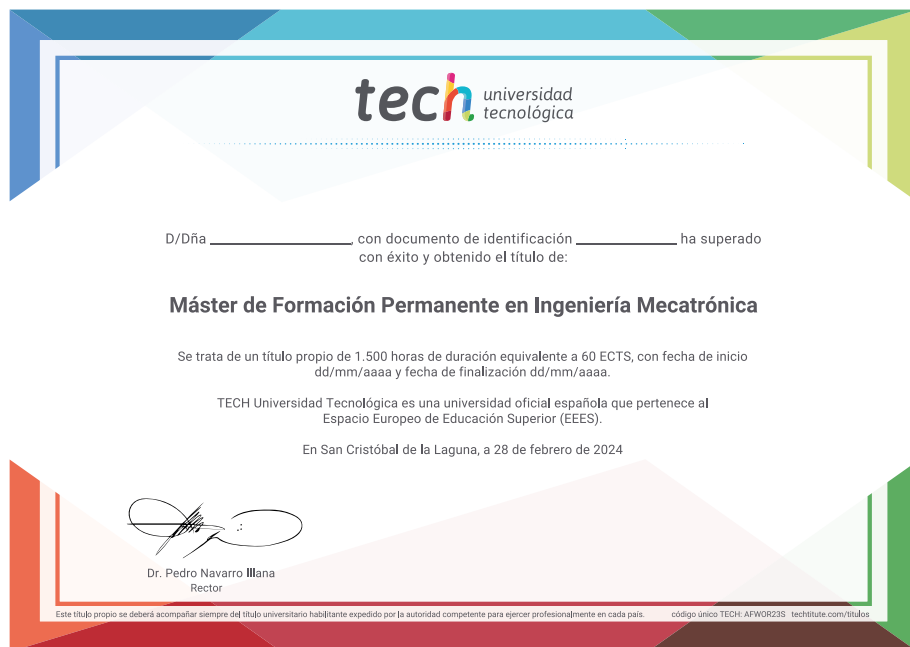 tech universidad
tecnológica
D/Dña ______________, con documento de identificación ____________ ha superado
con éxito y obtenido el título de:
Máster de Formación Permanente en Ingeniería Mecatrónica
Se trata de un título propio de 1.500 horas de duración equivalente a 60 ECTS, con fecha de inicio
dd/mm/aaaa y fecha de finalización dd/mm/aaaa.
TECH Universidad Tecnológica es una universidad oficial española que pertenece al
Espacio Europeo de Educación Superior (EEES).
En San Cristóbal de la Laguna, a 28 de febrero de 2024
Dr. Pedro Navarro Illana
Rector
Este título propio se deberá acompañar siempre del título universitario habilitante expedido por la autoridad competente para ejercer profesionalmente en cada país. código único TECH: AFWOR23S techtitute.com/titulos